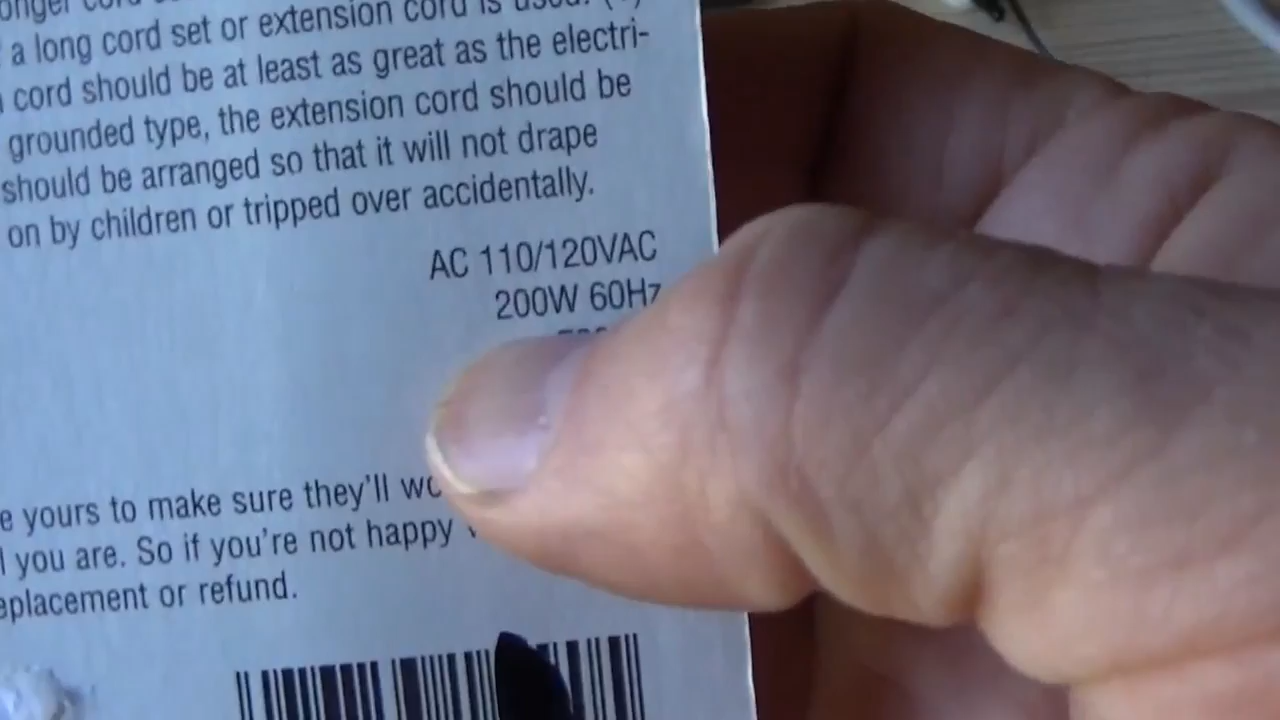 a long cord set or extension cord is used:
cord should be at least as great as the electri-
grounded type, the extension cord should be
should be arranged so that it will not drape
on by children or tripped over accidentally.
AC 110/120VAC
200W 60Hz
yours to make sure they'll
you are. So if you're not happy
or refund.